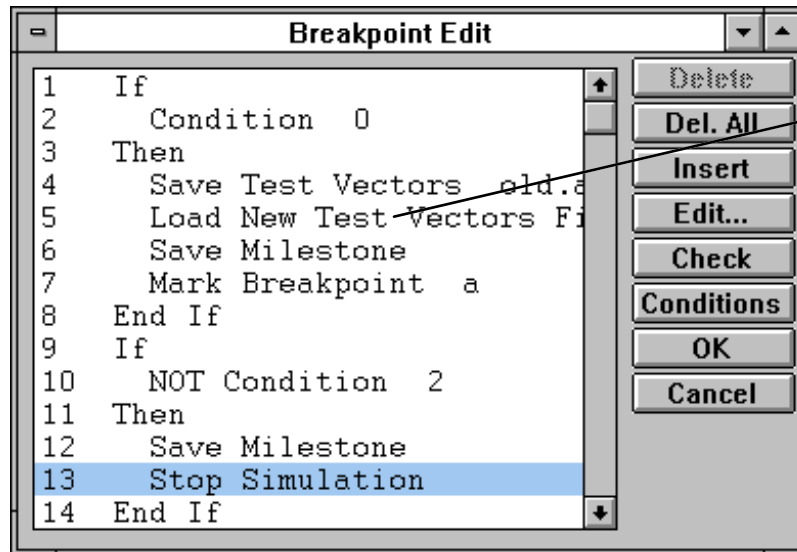 Breakpoint Edit
1 If
2 Condition 0
3 Then
4 Save Test Vectors old.a
5 Load New Test Vectors Fi
6 Save Milestone
7 Mark Breakpoint a
8 End If
9 If
10 NOT Condition 2
11 Then
12 Save Milestone
13 Stop Simulation
14 End If
Delete
Del. All
Insert
Edit...
Check
Conditions
OK
Cancel